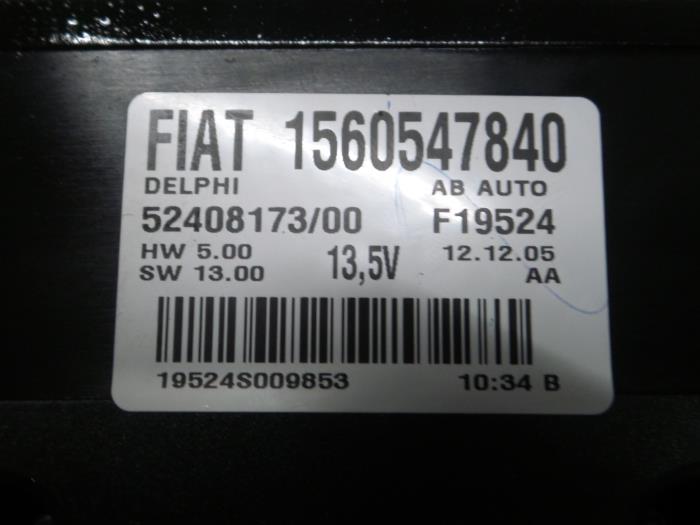 FIAT 1560547840
DELPHI AB AUTO
52408173/00 F19524
HW 5.00 13,5V 12.12.05
SW 13.00 AA
19524S009853 10:34 B